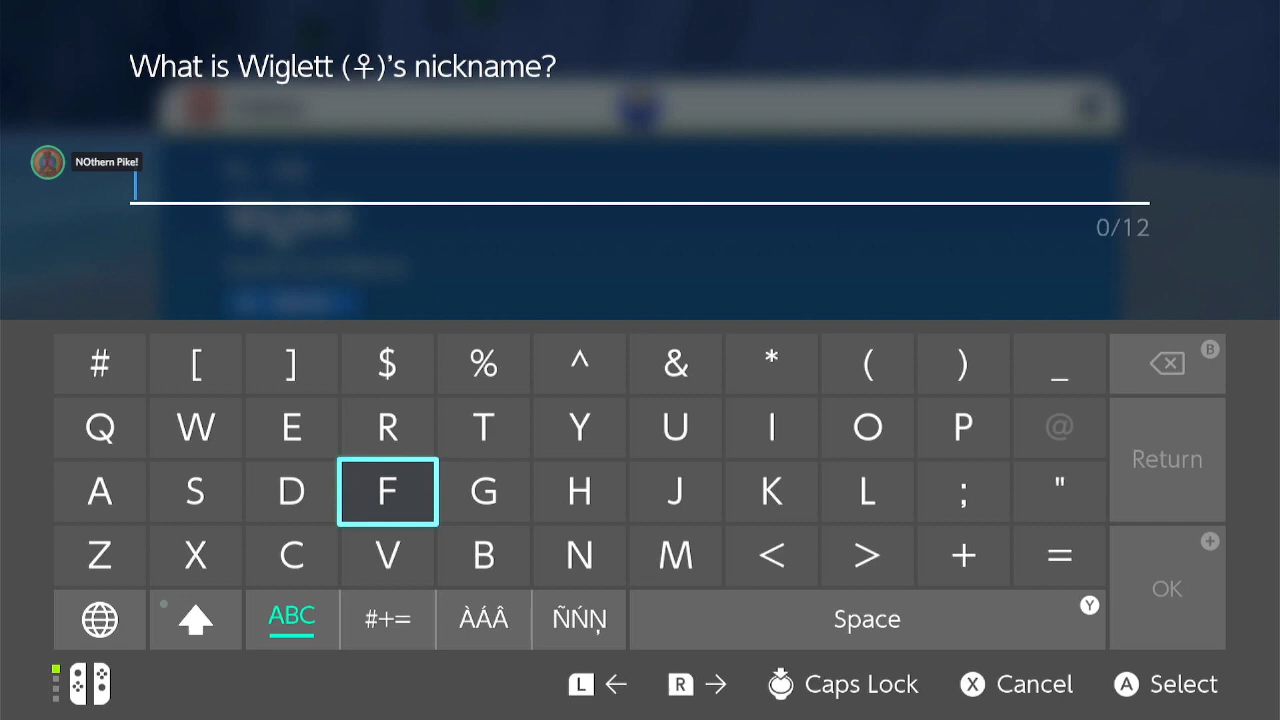 What is Wiglett (♀)'s nickname?
NOthern Pike!
0/12
# [ ] $ % ^ & * ( ) _ B
Q W E R T Y U I O P @ Return
A S D F G H J K L ; "
Z X C V B N M < > + = + OK
ABC #+= ÀÁÂ ÑŃŅ Space Y
L ← R → Caps Lock X Cancel A Select